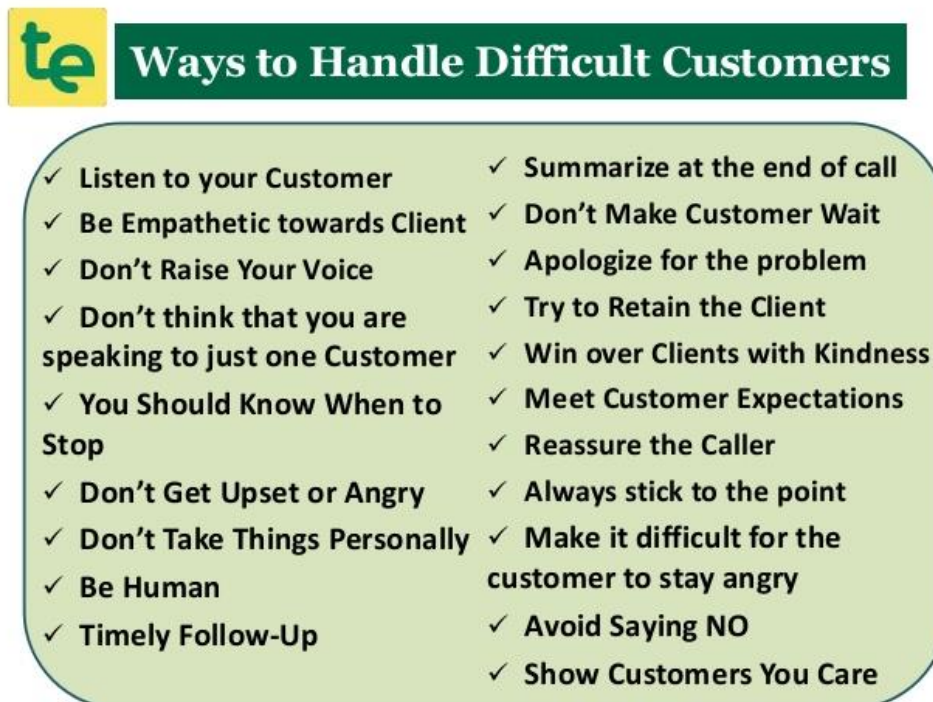 te
Ways to Handle Difficult Customers
✓ Listen to your Customer
✓ Be Empathetic towards Client
✓ Don't Raise Your Voice
✓ Don't think that you are
speaking to just one Customer
✓ You Should Know When to
Stop
✓ Don't Get Upset or Angry
✓ Don't Take Things Personally
✓ Be Human
✓ Timely Follow-Up
✓ Summarize at the end of call
✓ Don't Make Customer Wait
✓ Apologize for the problem
✓ Try to Retain the Client
✓ Win over Clients with Kindness
✓ Meet Customer Expectations
✓ Reassure the Caller
✓ Always stick to the point
✓ Make it difficult for the
customer to stay angry
✓ Avoid Saying NO
✓ Show Customers You Care